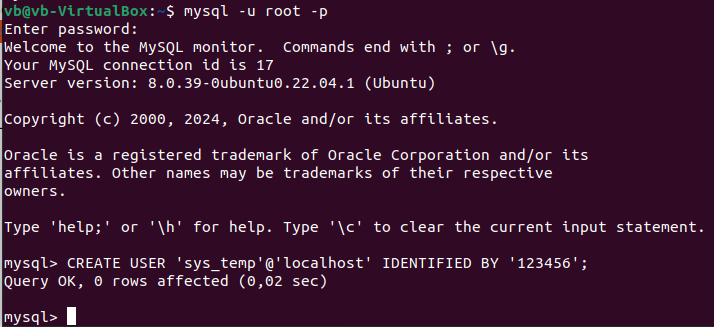 vb@vb-VirtualBox:~$ mysql -u root -p
Enter password:
Welcome to the MySQL monitor.  Commands end with ; or \g.
Your MySQL connection id is 17
Server version: 8.0.39-0ubuntu0.22.04.1 (Ubuntu)

Copyright (c) 2000, 2024, Oracle and/or its affiliates.

Oracle is a registered trademark of Oracle Corporation and/or its
affiliates. Other names may be trademarks of their respective
owners.

Type 'help;' or '\h' for help. Type '\c' to clear the current input statement.

mysql> CREATE USER 'sys_temp'@'localhost' IDENTIFIED BY '123456';
Query OK, 0 rows affected (0,02 sec)

mysql>